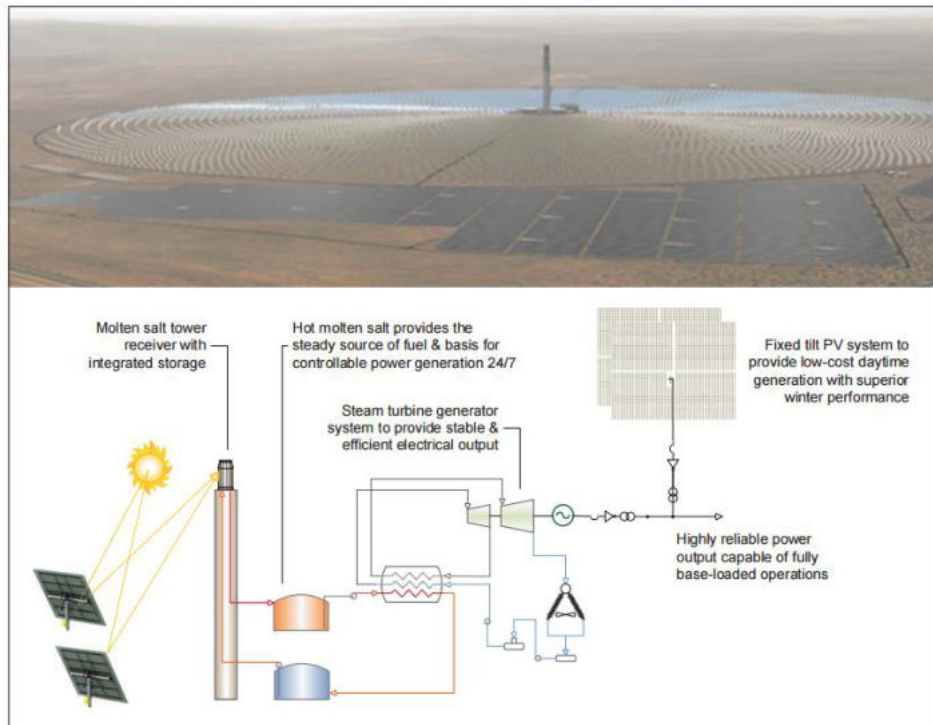 Molten salt tower
receiver with
integrated storage
Hot molten salt provides the
steady source of fuel & basis for
controllable power generation 24/7
Steam turbine generator
system to provide stable &
efficient electrical output
Fixed tilt PV system to
provide low-cost daytime
generation with superior
winter performance
Highly reliable power
output capable of fully
base-loaded operations